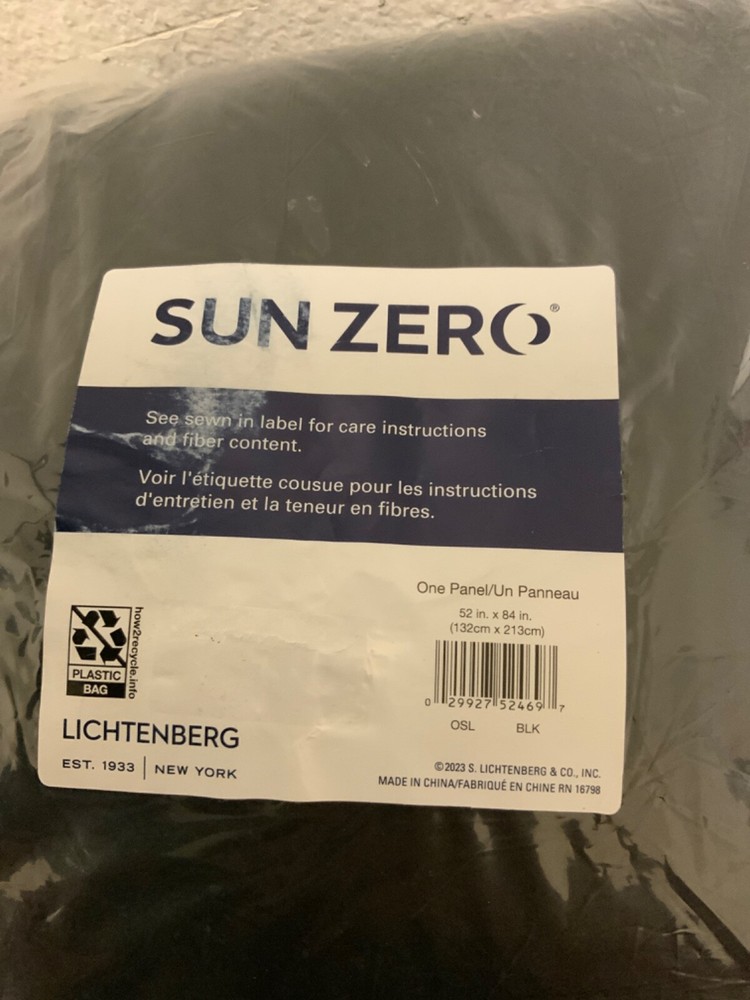 SUN ZERO®
See sewn in label for care instructions
and fiber content.
Voir l'étiquette cousue pour les instructions
d'entretien et la teneur en fibres.
One Panel/Un Panneau
52 in. x 84 in.
(132cm x 213cm)
0 29927 52469 7
OSL BLK
how2recycle.info
PLASTIC
BAG
LICHTENBERG
EST. 1933 | NEW YORK
©2023 S. LICHTENBERG & CO., INC.
MADE IN CHINA/FABRIQUÉ EN CHINE RN 16798